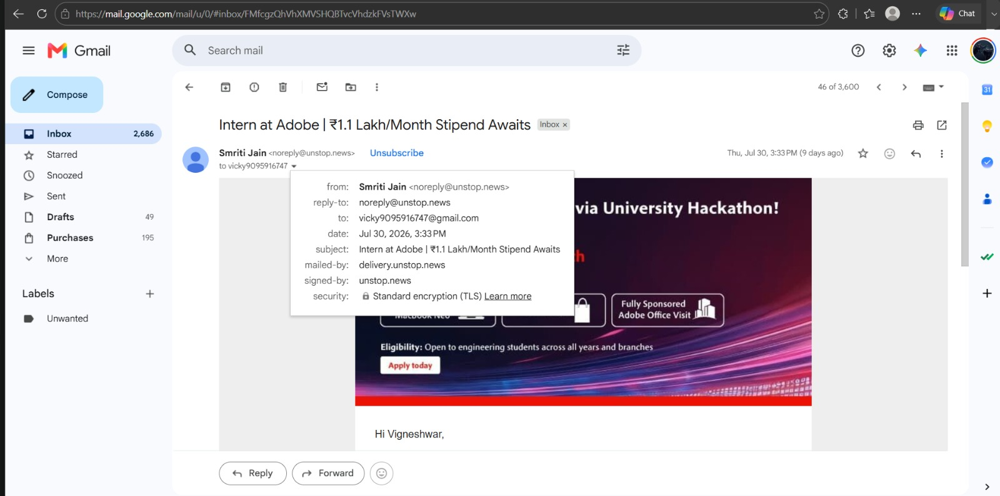 https://mail.google.com/mail/u/0/#inbox/FMfcgzQhVhXMVSHQBTvcVhdzkFVsTWXw
Chat
Gmail
Search mail
Compose
46 of 3,600
31
Inbox 2,686
Starred
Snoozed
Sent
Drafts 49
Purchases 195
More
Labels
Unwanted
Intern at Adobe | ₹1.1 Lakh/Month Stipend Awaits
Inbox ×
Smriti Jain <noreply@unstop.news> Unsubscribe
Thu, Jul 30, 3:33 PM (9 days ago)
to vicky9095916747
from: Smriti Jain <noreply@unstop.news>
reply-to: noreply@unstop.news
to: vicky9095916747@gmail.com
date: Jul 30, 2026, 3:33 PM
subject: Intern at Adobe | ₹1.1 Lakh/Month Stipend Awaits
mailed-by: delivery.unstop.news
signed-by: unstop.news
security: Standard encryption (TLS) Learn more
via University Hackathon!
MacBook Neo
Fully Sponsored
Adobe Office Visit
Eligibility: Open to engineering students across all years and branches
Apply today
Hi Vigneshwar,
Reply
Forward